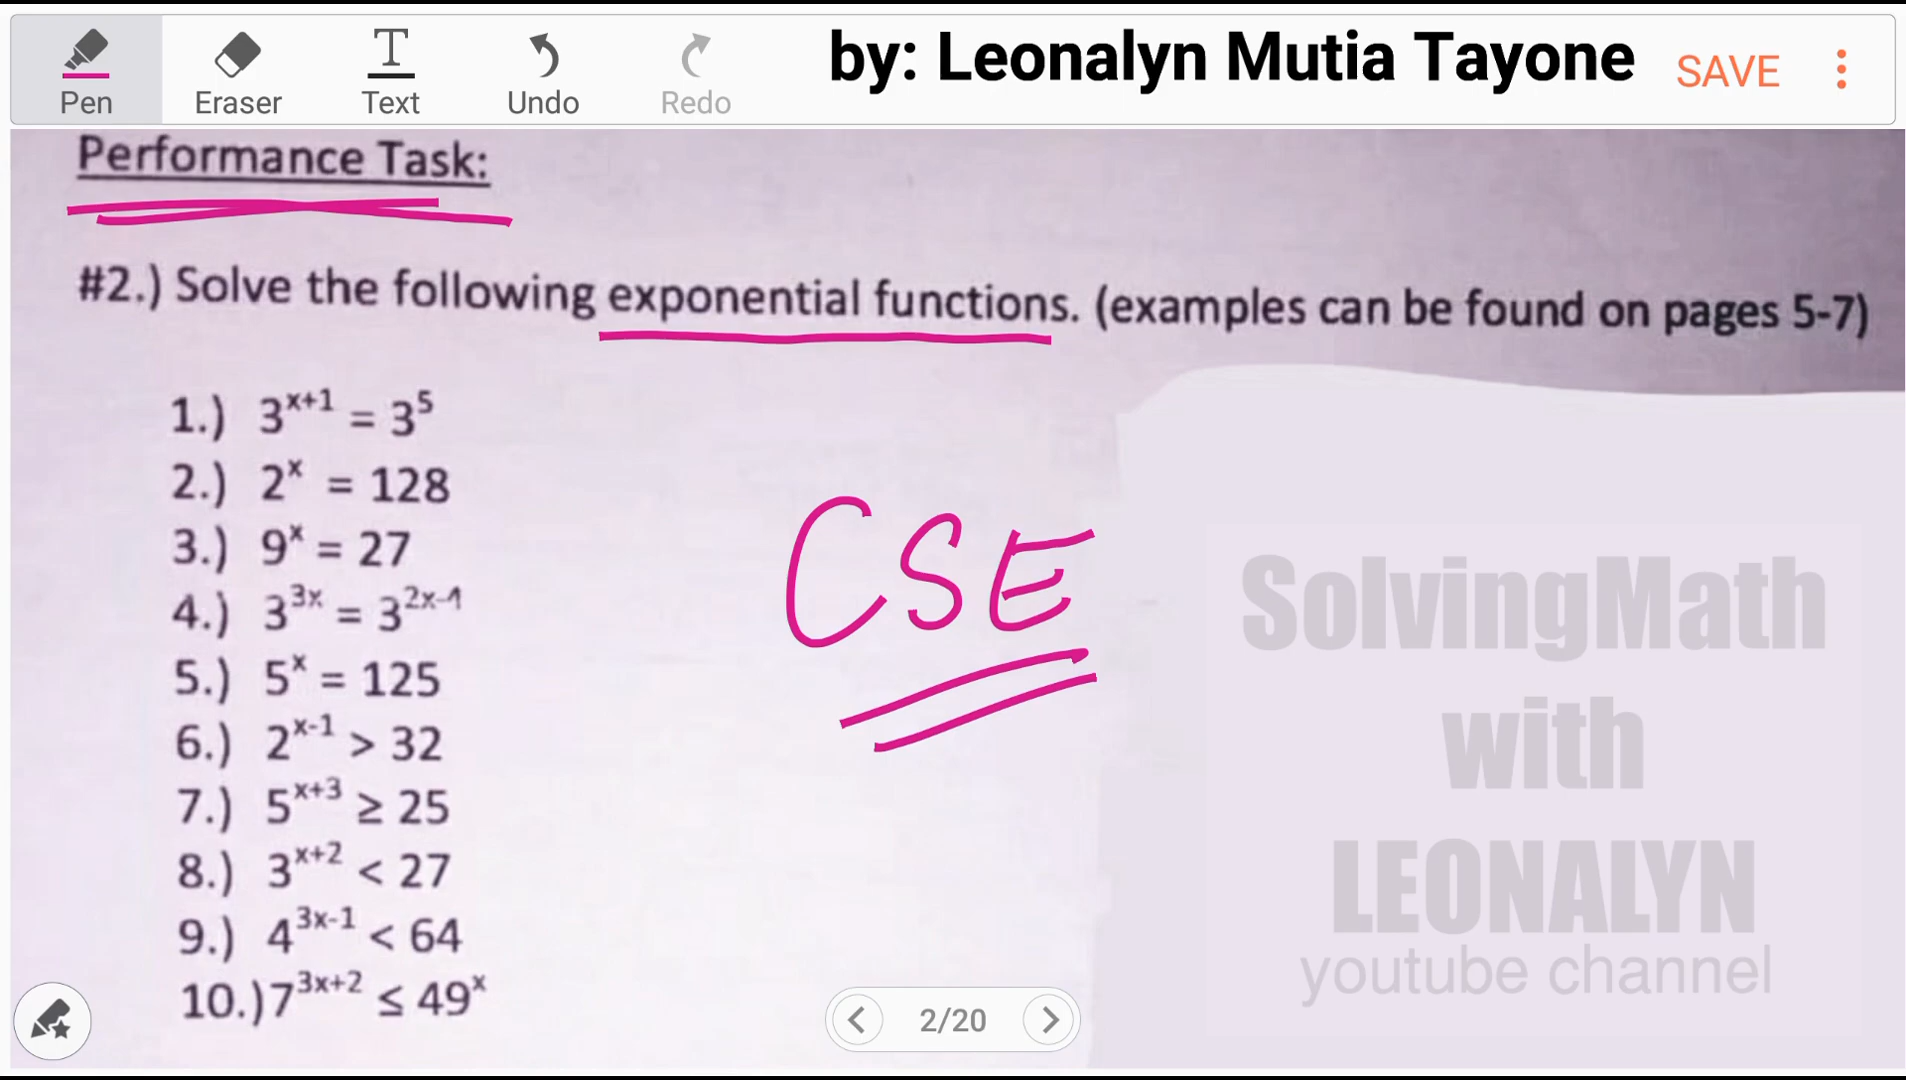 by: Leonalyn Mutia Tayone
SAVE
Pen
Eraser
Text
Undo
Redo
Performance Task:
#2.) Solve the following exponential functions. (examples can be found on pages 5-7)
1.) 3^{x+1} = 3^5
2.) 2^x = 128
3.) 9^x = 27
4.) 3^{3x} = 3^{2x-1}
5.) 5^x = 125
6.) 2^{x-1} > 32
7.) 5^{x+3} ≥ 25
8.) 3^{x+2} < 27
9.) 4^{3x-1} < 64
10.) 7^{3x+2} ≤ 49^x
CSE
SolvingMath
with
LEONALYN
youtube channel
2/20